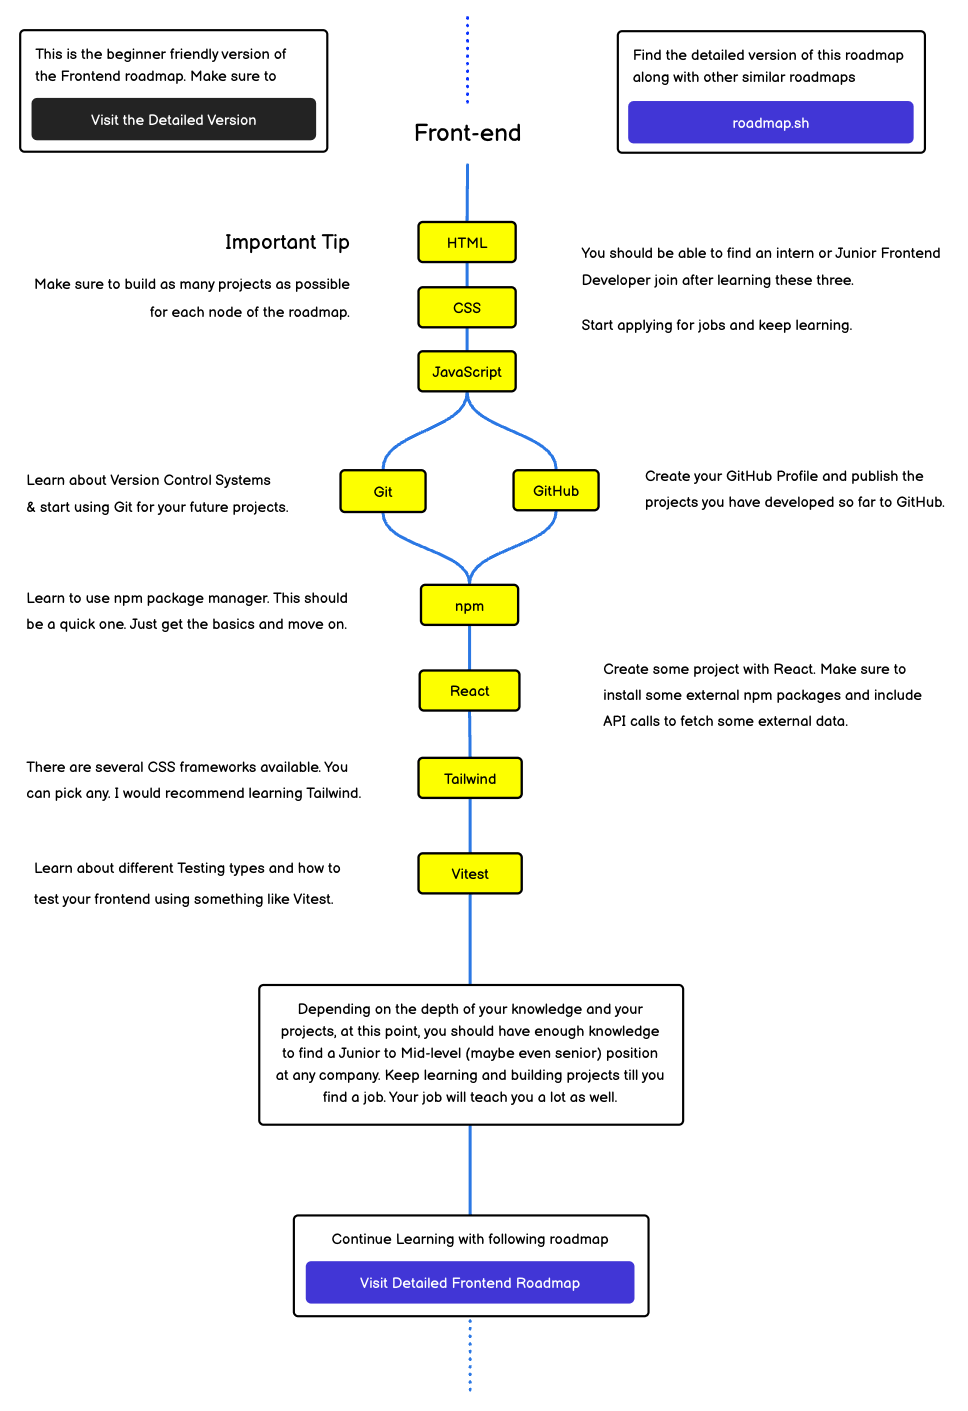 This is the beginner friendly version of
the Frontend roadmap. Make sure to
Visit the Detailed Version
Find the detailed version of this roadmap
along with other similar roadmaps
roadmap.sh
Front-end
Important Tip
Make sure to build as many projects as possible
for each node of the roadmap.
HTML
CSS
JavaScript
You should be able to find an intern or Junior Frontend
Developer join after learning these three.
Start applying for jobs and keep learning.
Learn about Version Control Systems
& start using Git for your future projects.
Git
GitHub
Create your GitHub Profile and publish the
projects you have developed so far to GitHub.
Learn to use npm package manager. This should
be a quick one. Just get the basics and move on.
npm
React
Create some project with React. Make sure to
install some external npm packages and include
API calls to fetch some external data.
There are several CSS frameworks available. You
can pick any. I would recommend learning Tailwind.
Tailwind
Learn about different Testing types and how to
test your frontend using something like Vitest.
Vitest
Depending on the depth of your knowledge and your
projects, at this point, you should have enough knowledge
to find a Junior to Mid-level (maybe even senior) position
at any company. Keep learning and building projects till you
find a job. Your job will teach you a lot as well.
Continue Learning with following roadmap
Visit Detailed Frontend Roadmap